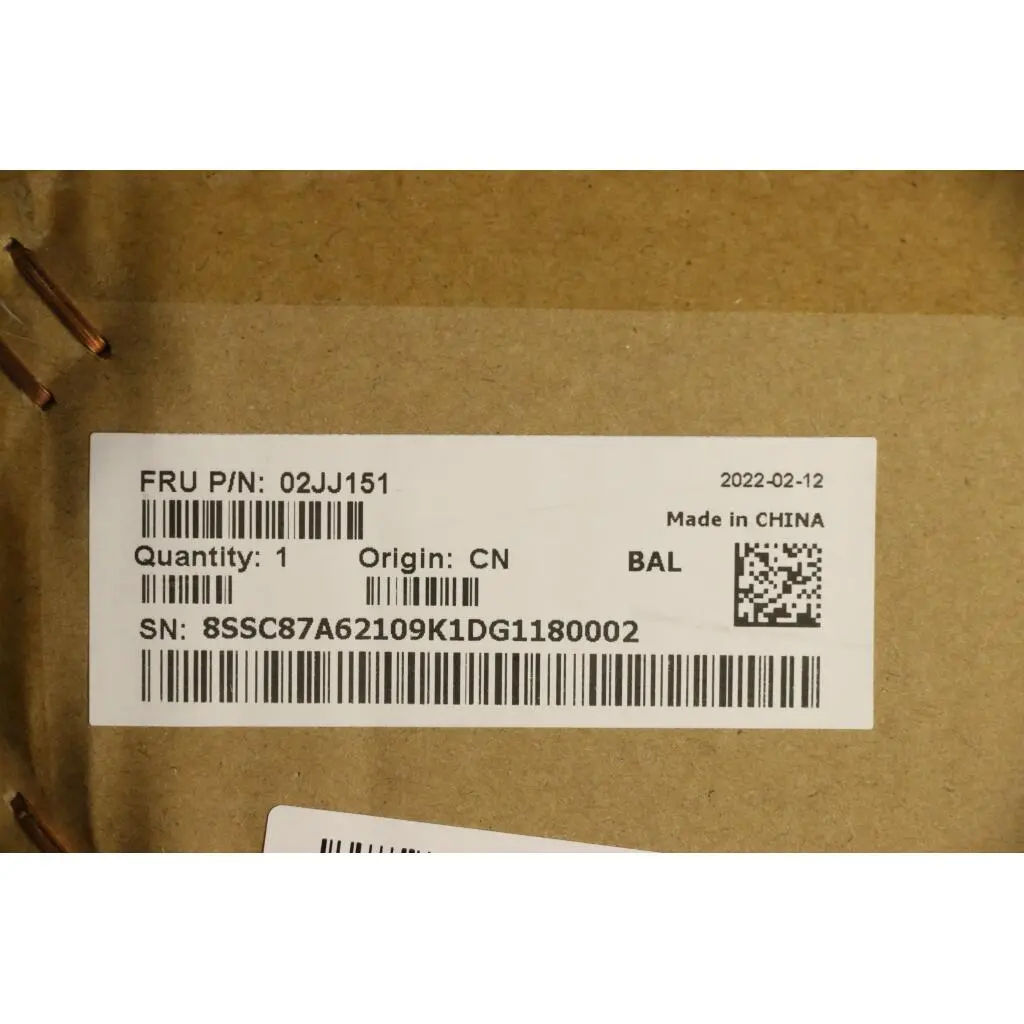 FRU P/N: 02JJ151
2022-02-12
Made in CHINA
Quantity: 1
Origin: CN
BAL
SN: 8SSC87A62109K1DG1180002